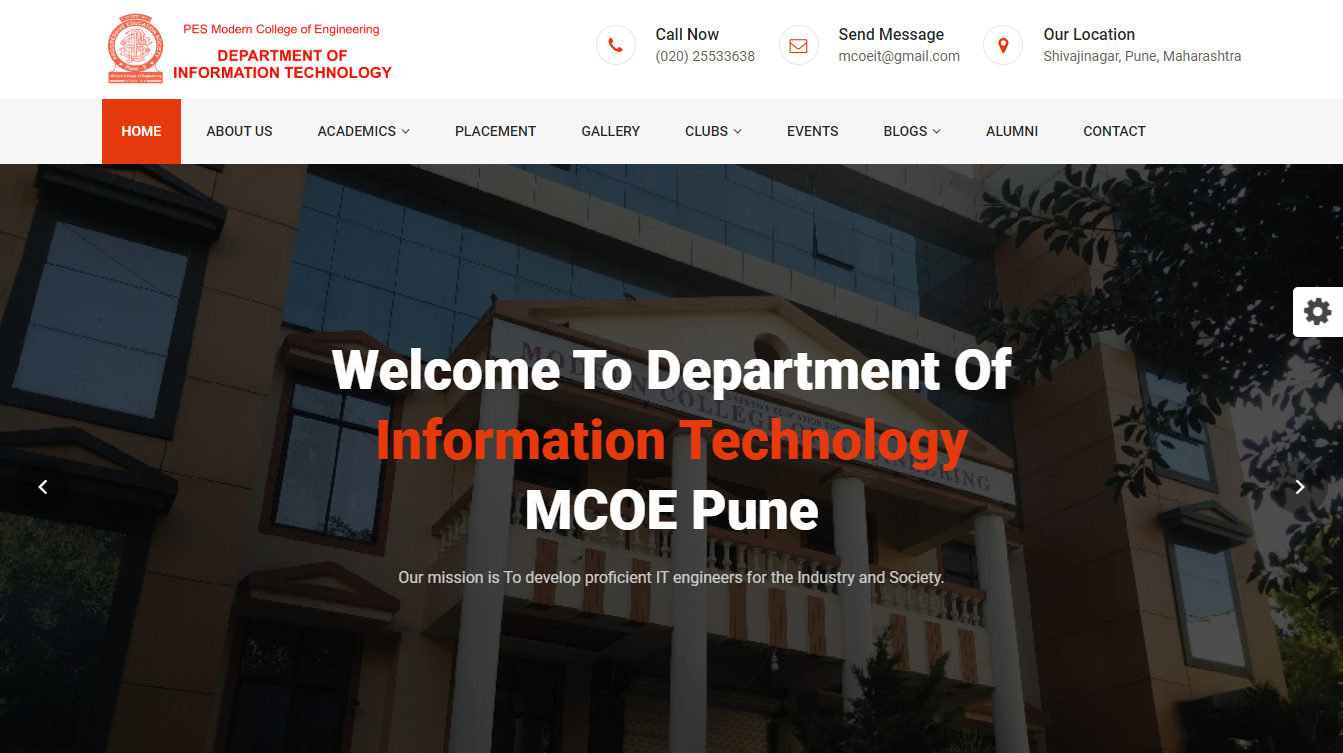 PES Modern College of Engineering
DEPARTMENT OF
INFORMATION TECHNOLOGY
Call Now
(020) 25533638
Send Message
mcoeit@gmail.com
Our Location
Shivajinagar, Pune, Maharashtra
HOME
ABOUT US
ACADEMICS
PLACEMENT
GALLERY
CLUBS
EVENTS
BLOGS
ALUMNI
CONTACT
Welcome To Department Of
Information Technology
MCOE Pune
Our mission is To develop proficient IT engineers for the Industry and Society.